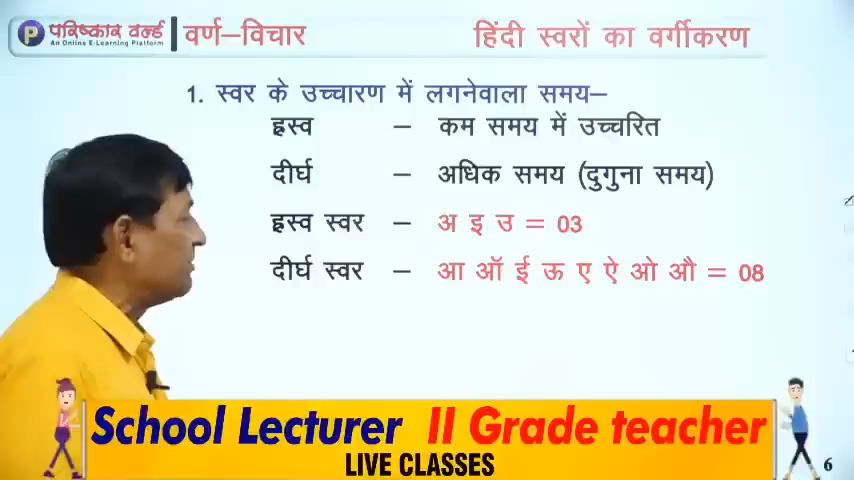 P परिष्कार वर्ल्ड
An Online E-Learning Platform
वर्ण–विचार
हिंदी स्वरों का वर्गीकरण
1. स्वर के उच्चारण में लगनेवाला समय–
ह्रस्व – कम समय में उच्चरित
दीर्घ – अधिक समय (दुगुना समय)
ह्रस्व स्वर – अ इ उ = 03
दीर्घ स्वर – आ ऑ ई ऊ ए ऐ ओ औ = 08
School Lecturer II Grade teacher
LIVE CLASSES
6